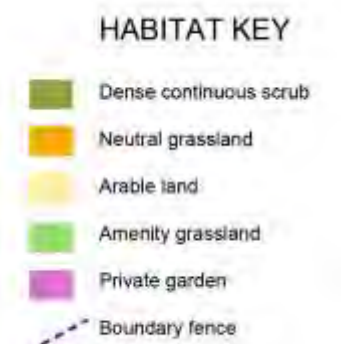 HABITAT KEY
Dense continuous scrub
Neutral grassland
Arable land
Amenity grassland
Private garden
Boundary fence